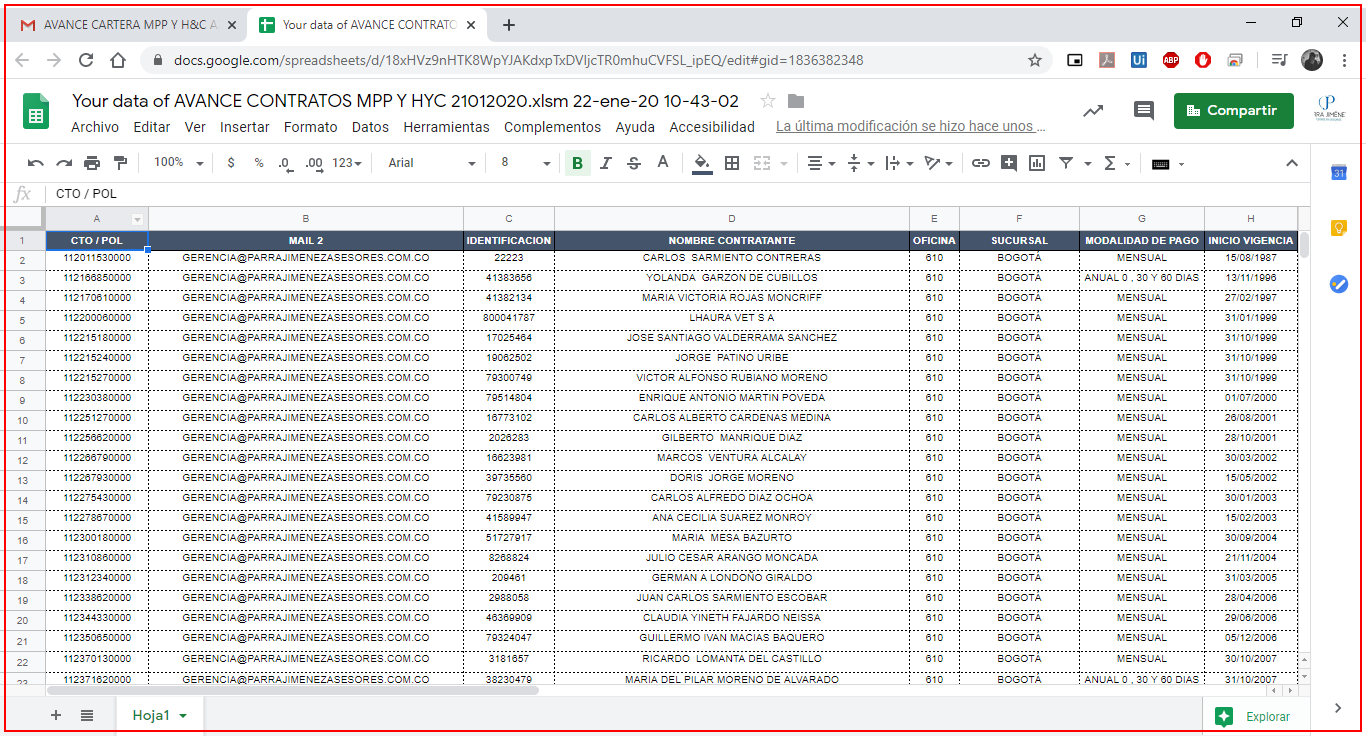 AVANCE CARTERA MPP Y H&C A
Your data of AVANCE CONTRATO
docs.google.com/spreadsheets/d/18xHVz9nHTK8WpYJAKdxpTxDVIjcTR0mhuCVFSL_ipEQ/edit#gid=1836382348
Your data of AVANCE CONTRATOS MPP Y HYC 21012020.xlsm 22-ene-20 10-43-02
Archivo Editar Ver Insertar Formato Datos Herramientas Complementos Ayuda Accesibilidad La última modificación se hizo hace unos ...
Compartir
100% $ % .0 .00 123 Arial 8 B I S A
fx CTO / POL
A B C D E F G H
1 CTO / POL MAIL 2 IDENTIFICACION NOMBRE CONTRATANTE OFICINA SUCURSAL MODALIDAD DE PAGO INICIO VIGENCIA
2 112011530000 GERENCIA@PARRAJIMENEZASESORES.COM.CO 22223 CARLOS SARMIENTO CONTRERAS 610 BOGOTÁ MENSUAL 15/08/1987
3 112166850000 GERENCIA@PARRAJIMENEZASESORES.COM.CO 41383656 YOLANDA GARZON DE CUBILLOS 610 BOGOTÁ ANUAL 0 , 30 Y 60 DIAS 13/11/1996
4 112170610000 GERENCIA@PARRAJIMENEZASESORES.COM.CO 41382134 MARIA VICTORIA ROJAS MONCRIFF 610 BOGOTÁ MENSUAL 27/02/1997
5 112200060000 GERENCIA@PARRAJIMENEZASESORES.COM.CO 800041787 LHAURA VET S A 610 BOGOTÁ MENSUAL 31/01/1999
6 112215180000 GERENCIA@PARRAJIMENEZASESORES.COM.CO 17025464 JOSE SANTIAGO VALDERRAMA SANCHEZ 610 BOGOTÁ MENSUAL 31/10/1999
7 112215240000 GERENCIA@PARRAJIMENEZASESORES.COM.CO 19062502 JORGE PATINO URIBE 610 BOGOTÁ MENSUAL 31/10/1999
8 112215270000 GERENCIA@PARRAJIMENEZASESORES.COM.CO 79300749 VICTOR ALFONSO RUBIANO MORENO 610 BOGOTÁ MENSUAL 31/10/1999
9 112230380000 GERENCIA@PARRAJIMENEZASESORES.COM.CO 79514804 ENRIQUE ANTONIO MARTIN POVEDA 610 BOGOTÁ MENSUAL 01/07/2000
10 112251270000 GERENCIA@PARRAJIMENEZASESORES.COM.CO 16773102 CARLOS ALBERTO CARDENAS MEDINA 610 BOGOTÁ MENSUAL 26/08/2001
11 112256620000 GERENCIA@PARRAJIMENEZASESORES.COM.CO 2026283 GILBERTO MANRIQUE DIAZ 610 BOGOTÁ MENSUAL 28/10/2001
12 112266790000 GERENCIA@PARRAJIMENEZASESORES.COM.CO 16623981 MARCOS VENTURA ALCALAY 610 BOGOTÁ MENSUAL 30/03/2002
13 112267930000 GERENCIA@PARRAJIMENEZASESORES.COM.CO 39735560 DORIS JORGE MORENO 610 BOGOTÁ MENSUAL 15/05/2002
14 112275430000 GERENCIA@PARRAJIMENEZASESORES.COM.CO 79230875 CARLOS ALFREDO DIAZ OCHOA 610 BOGOTÁ MENSUAL 30/01/2003
15 112278670000 GERENCIA@PARRAJIMENEZASESORES.COM.CO 41589947 ANA CECILIA SUAREZ MONROY 610 BOGOTÁ MENSUAL 15/02/2003
16 112300180000 GERENCIA@PARRAJIMENEZASESORES.COM.CO 51727917 MARIA MESA BAZURTO 610 BOGOTÁ MENSUAL 30/09/2004
17 112310860000 GERENCIA@PARRAJIMENEZASESORES.COM.CO 8268824 JULIO CESAR ARANGO MONCADA 610 BOGOTÁ MENSUAL 21/11/2004
18 112312340000 GERENCIA@PARRAJIMENEZASESORES.COM.CO 209461 GERMAN A LONDOÑO GIRALDO 610 BOGOTÁ MENSUAL 31/03/2005
19 112338620000 GERENCIA@PARRAJIMENEZASESORES.COM.CO 2988058 JUAN CARLOS SARMIENTO ESCOBAR 610 BOGOTÁ MENSUAL 28/04/2006
20 112344330000 GERENCIA@PARRAJIMENEZASESORES.COM.CO 46369909 CLAUDIA YINETH FAJARDO NEISSA 610 BOGOTÁ MENSUAL 29/06/2006
21 112350650000 GERENCIA@PARRAJIMENEZASESORES.COM.CO 79324047 GUILLERMO IVAN MACIAS BAQUERO 610 BOGOTÁ MENSUAL 05/12/2006
22 112370130000 GERENCIA@PARRAJIMENEZASESORES.COM.CO 3181657 RICARDO LOMANTA DEL CASTILLO 610 BOGOTÁ MENSUAL 30/10/2007
23 112371620000 GERENCIA@PARRAJIMENEZASESORES.COM.CO 38230479 MARIA DEL PILAR MORENO DE ALVARADO 610 BOGOTÁ ANUAL 0 , 30 Y 60 DIAS 31/10/2007
Hoja1
Explorar